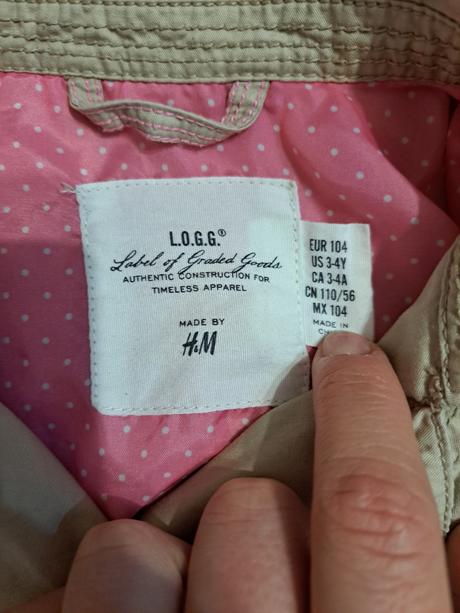 L.O.G.G.®
Label of Graded Goods
AUTHENTIC CONSTRUCTION FOR
TIMELESS APPAREL
MADE BY
H&M
EUR 104
US 3-4Y
CA 3-4A
CN 110/56
MX 104
MADE IN